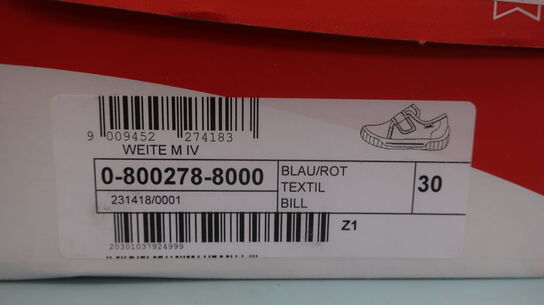 9 009452 274183
WEITE M IV
0-800278-8000
231418/0001
BLAU/ROT
TEXTIL
BILL
30
Z1
20301037924999